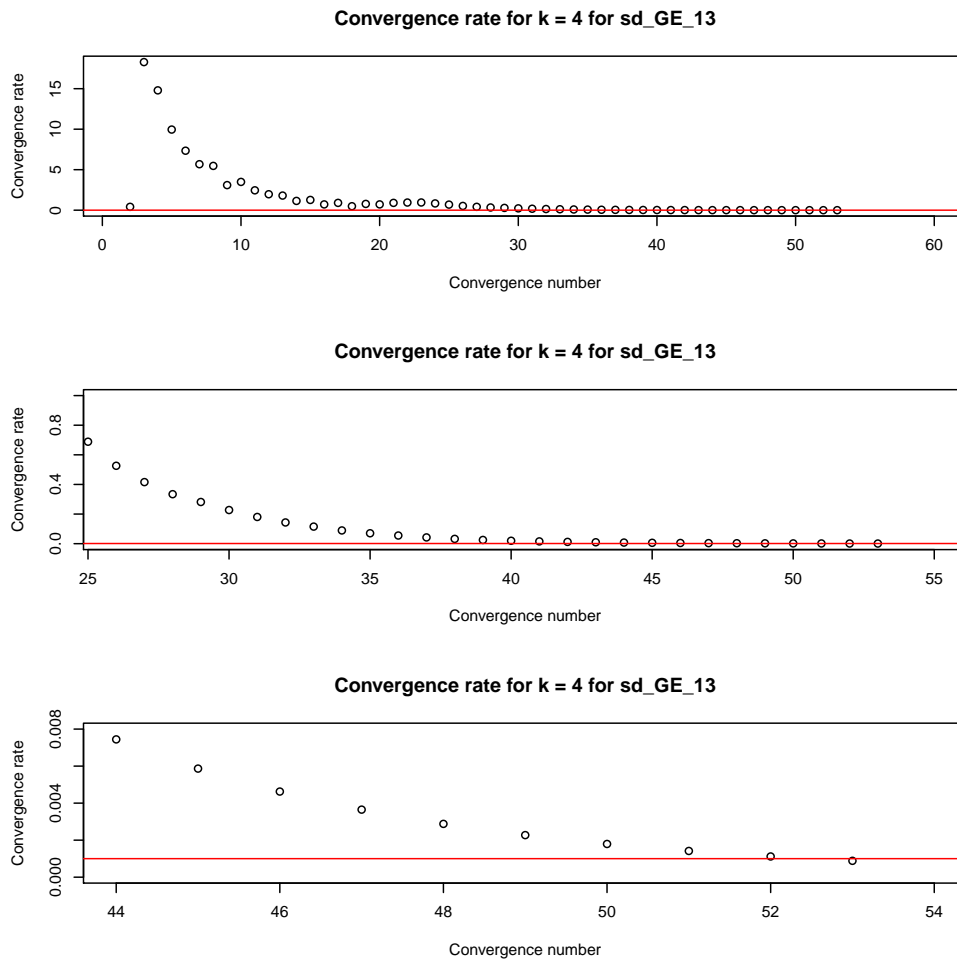 Convergence rate for k = 4 for sd_GE_13
Convergence rate
15
10
5
0
0 10 20 30 40 50 60
Convergence number
Convergence rate for k = 4 for sd_GE_13
Convergence rate
0.8
0.4
0.0
25 30 35 40 45 50 55
Convergence number
Convergence rate for k = 4 for sd_GE_13
Convergence rate
0.008
0.004
0.000
44 46 48 50 52 54
Convergence number